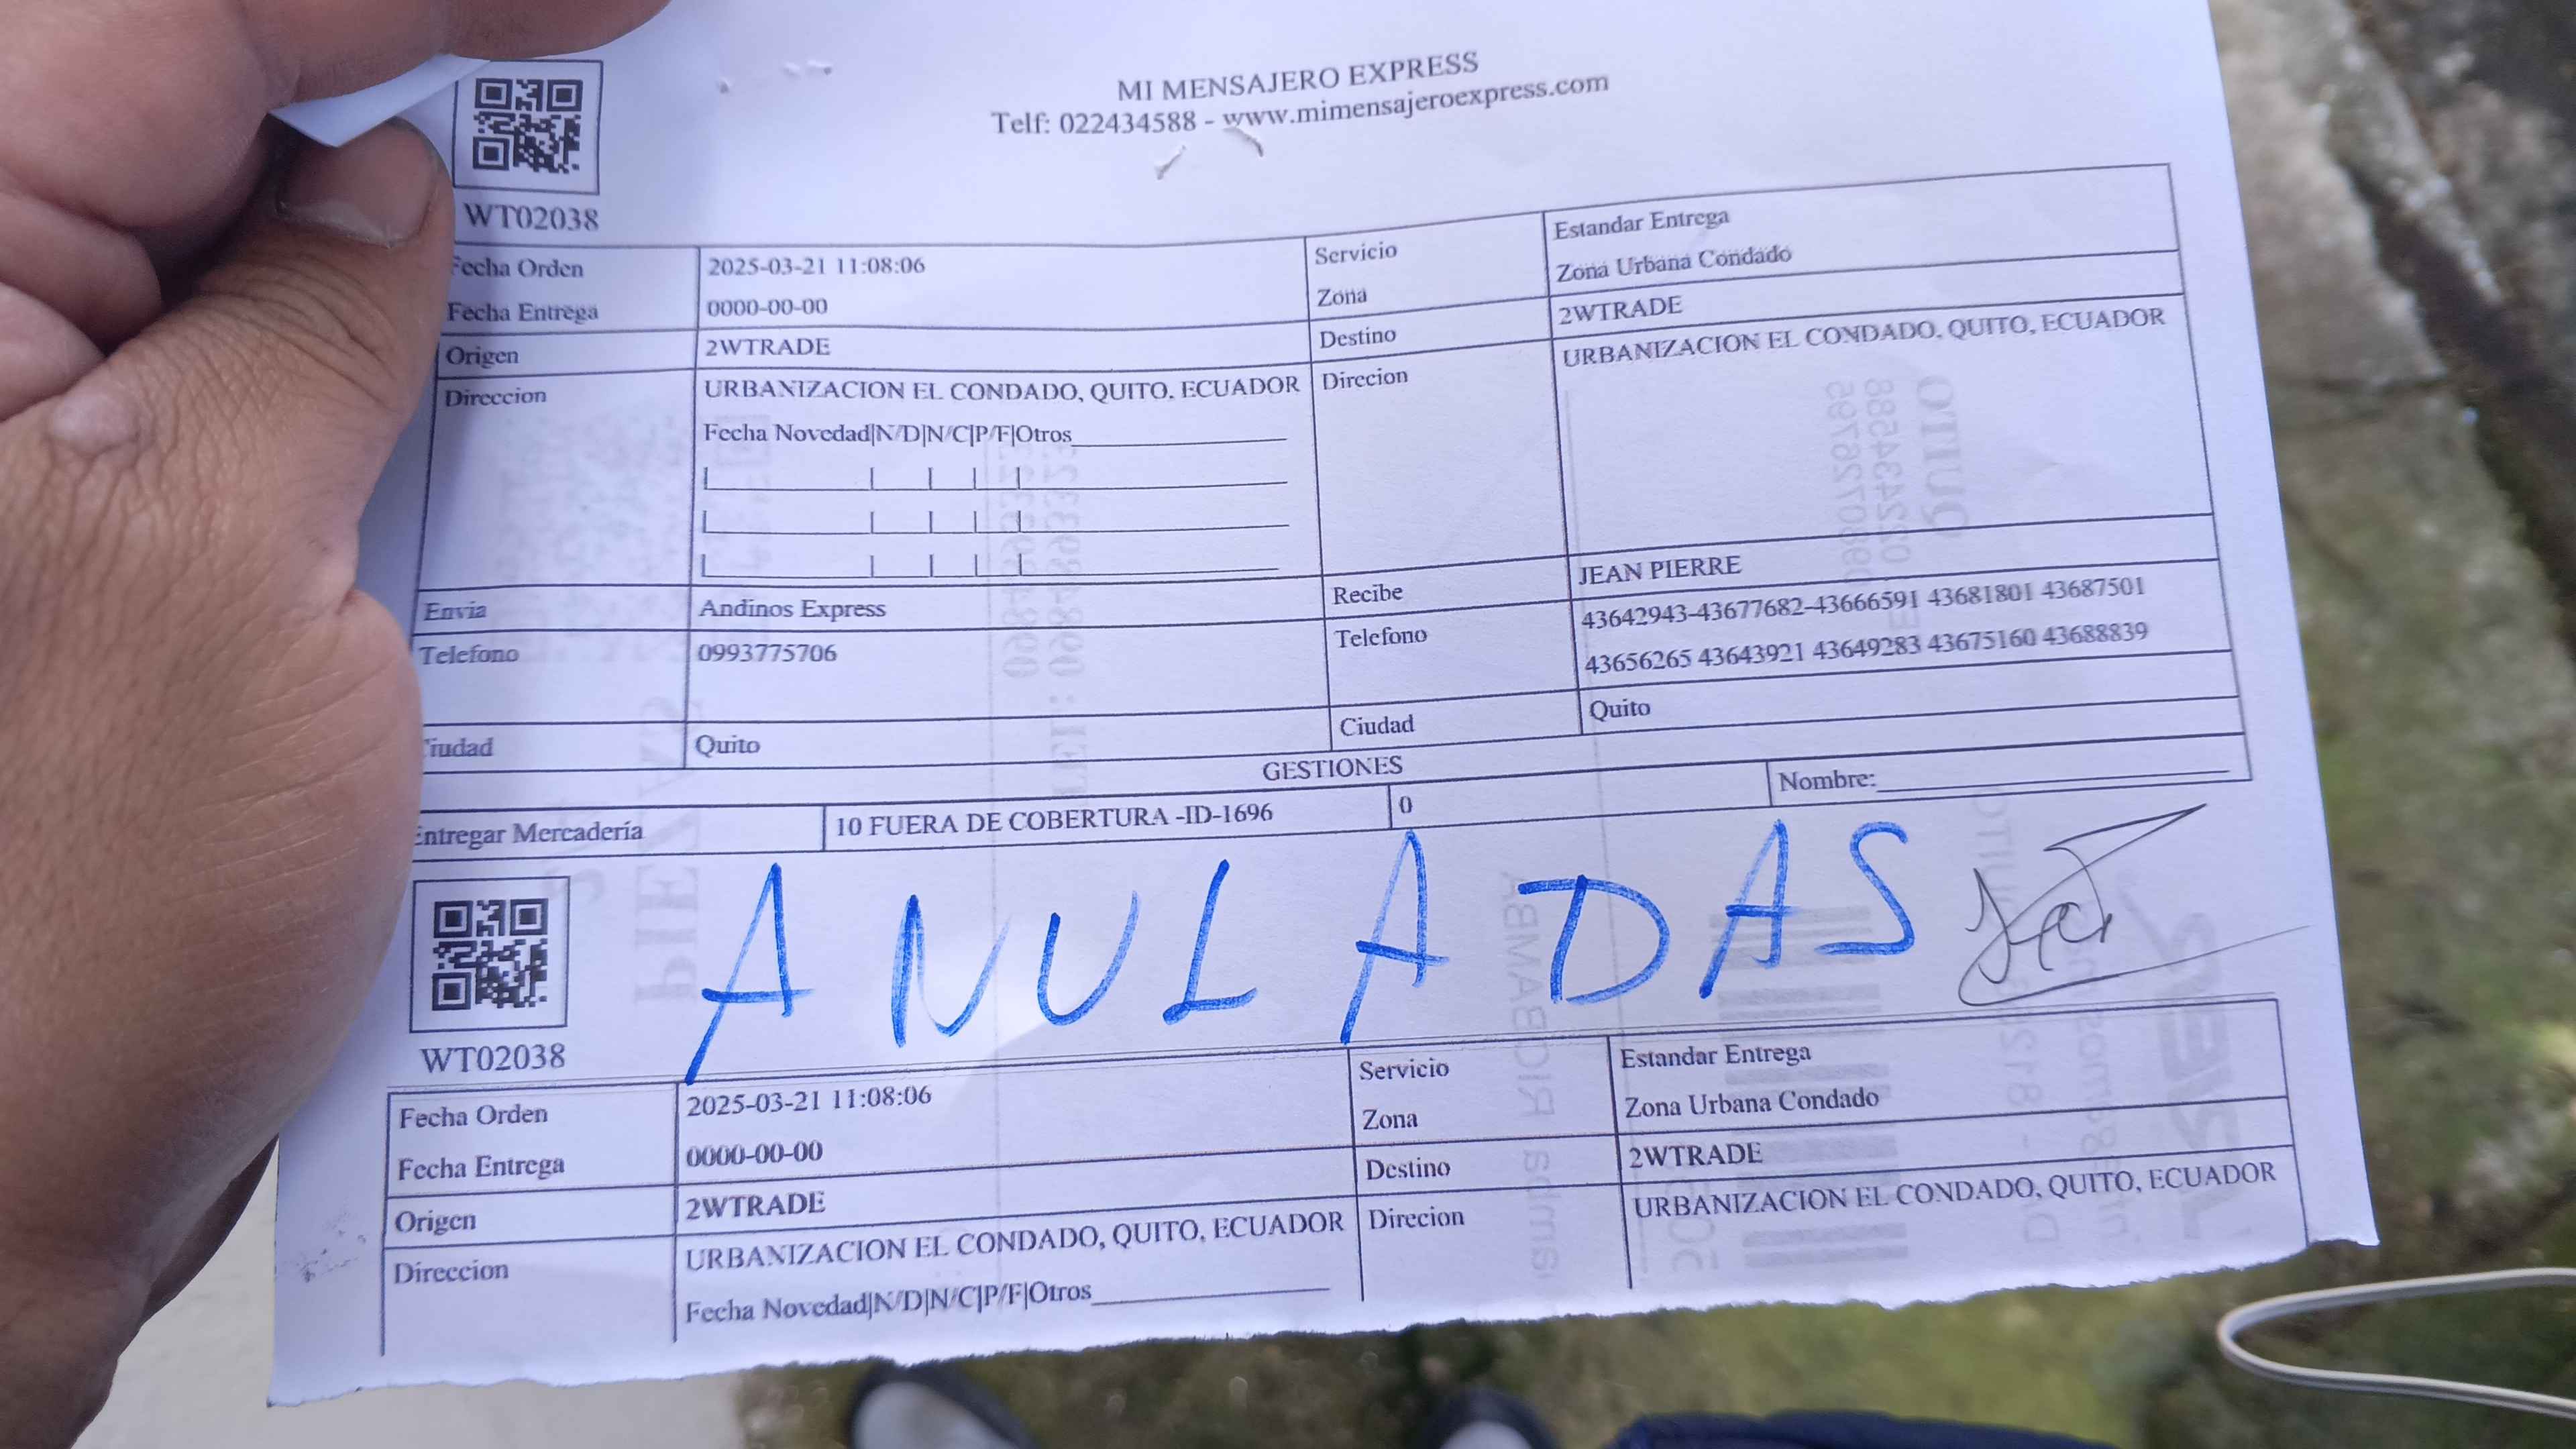 MI MENSAJERO EXPRESS
Telf: 022434588 - www.mimensajeroexpress.com
WT02038
Fecha Orden 2025-03-21 11:08:06 Servicio Estandar Entrega
Fecha Entrega 0000-00-00 Zona Zona Urbana Condado
Origen 2WTRADE Destino 2WTRADE
Direccion URBANIZACION EL CONDADO, QUITO, ECUADOR Direcion URBANIZACION EL CONDADO, QUITO, ECUADOR
Fecha Novedad|N/D|N/C|P/F|Otros
Envia Andinos Express Recibe JEAN PIERRE
Telefono 0993775706 Telefono 43642943-43677682-43666591 43681801 43687501
43656265 43643921 43649283 43675160 43688839
iudad Quito Ciudad Quito
GESTIONES
Entregar Mercadería 10 FUERA DE COBERTURA -ID-1696 0 Nombre:
ANULADAS
WT02038
Fecha Orden 2025-03-21 11:08:06 Servicio Estandar Entrega
Fecha Entrega 0000-00-00 Zona Zona Urbana Condado
Origen 2WTRADE Destino 2WTRADE
Direccion URBANIZACION EL CONDADO, QUITO, ECUADOR Direcion URBANIZACION EL CONDADO, QUITO, ECUADOR
Fecha Novedad|N/D|N/C|P/F|Otros